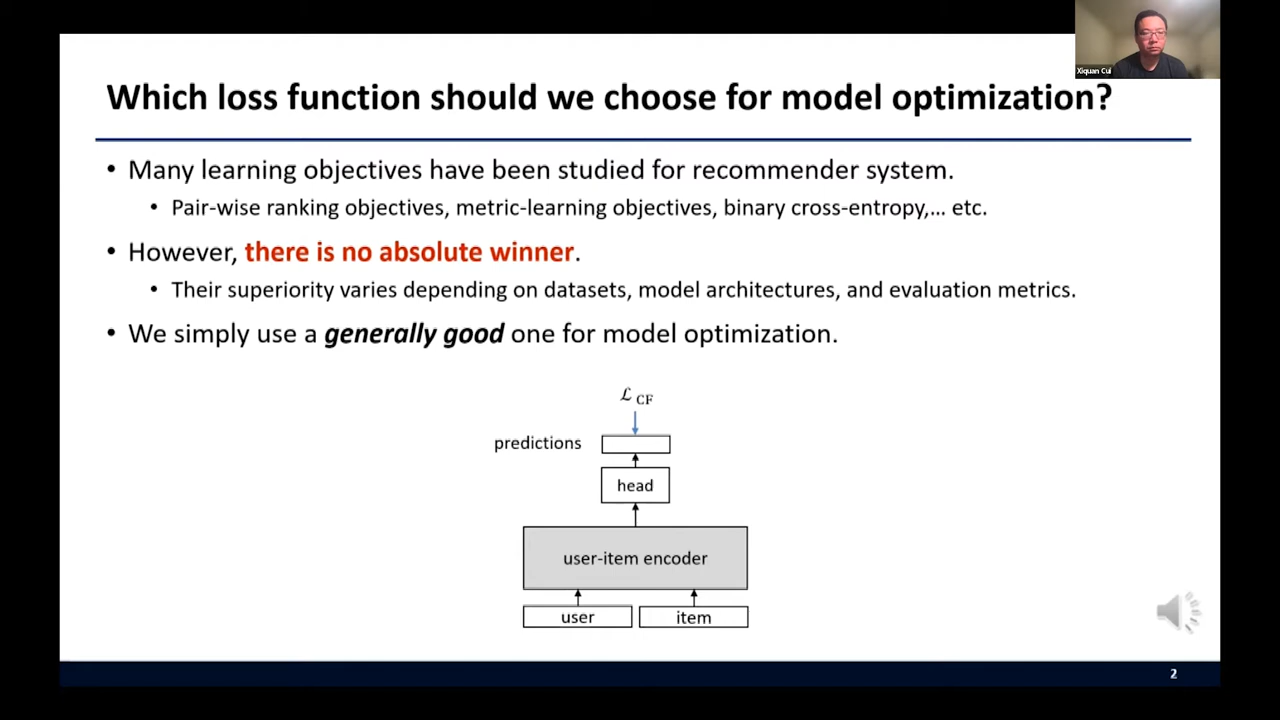 Xiquan Cui
Which loss function should we choose for model optimization?
• Many learning objectives have been studied for recommender system.
• Pair-wise ranking objectives, metric-learning objectives, binary cross-entropy,... etc.
• However, there is no absolute winner.
• Their superiority varies depending on datasets, model architectures, and evaluation metrics.
• We simply use a generally good one for model optimization.
ℒ CF
predictions
head
user-item encoder
user item
2